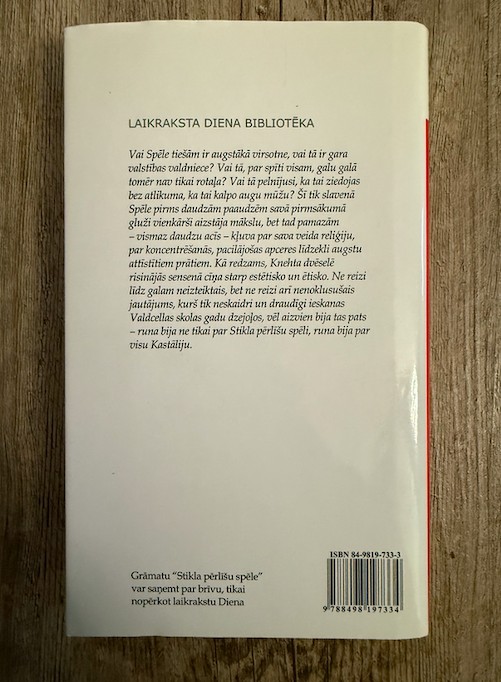 LAIKRAKSTA DIENA BIBLIOTĒKA
Vai Spēle tiešām ir augstākā virsotne, vai tā ir gara
valstības valdniece? Vai tā, par spīti visam, galu galā
tomēr nav tikai rotaļa? Vai tā pelnījusi, ka tai ziedojas
bez atlikuma, ka tai kalpo augu mūžu? Šī tik slavenā
Spēle pirms daudzām paaudzēm savā pirmsākumā
gluži vienkārši aizstāja mākslu, bet tad pamazām
– vismaz daudzu acīs – kļuva par sava veida reliģiju,
par koncentrēšanās, pacilājošas apceres līdzekli augstu
attīstītiem prātiem. Kā redzams, Knehta dvēselē
risinājās sensenā cīņa starp estētisko un ētisko. Ne reizi
līdz galam neizteiktais, bet ne reizi arī nenoklusušais
jautājums, kurš tik neskaidri un draudīgi ieskanas
Valdcellas skolas gadu dzejoļos, vēl aizvien bija tas pats
– runa bija ne tikai par Stikla pērlīšu spēli, runa bija par
visu Kastāliju.
ISBN 84-9819-733-3
9 788498 197334
Grāmatu “Stikla pērlīšu spēle”
var saņemt par brīvu, tikai
nopērkot laikrakstu Diena